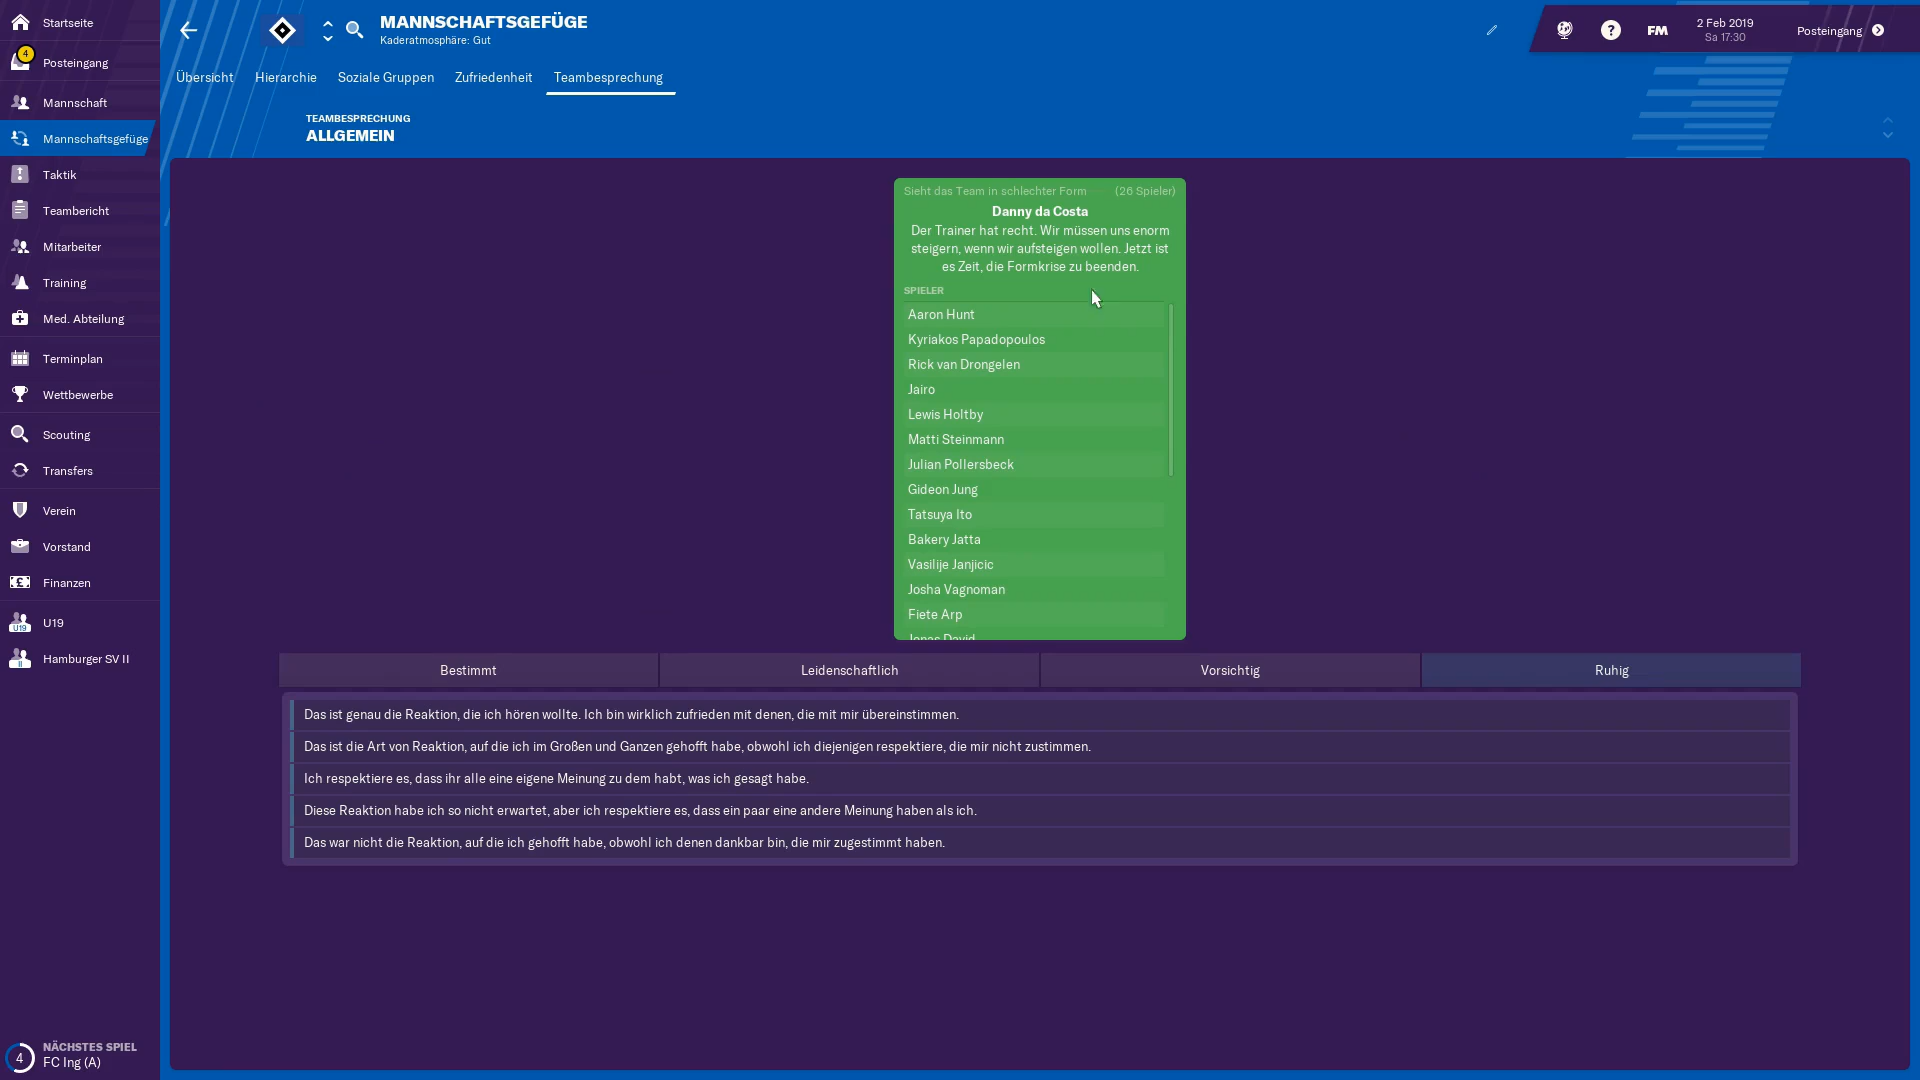 Startseite
4
Posteingang
Mannschaft
Mannschaftsgefüge
Taktik
Teambericht
Mitarbeiter
Training
Med. Abteilung
Terminplan
Wettbewerbe
Scouting
Transfers
Verein
Vorstand
Finanzen
U19
U19
II
Hamburger SV II
4
NÄCHSTES SPIEL
FC Ing (A)
MANNSCHAFTSGEFÜGE
Kaderatmosphäre: Gut
?
FM
2 Feb 2019
Sa 17:30
Posteingang
Übersicht
Hierarchie
Soziale Gruppen
Zufriedenheit
Teambesprechung
TEAMBESPRECHUNG
ALLGEMEIN
Sieht das Team in schlechter Form (26 Spieler)
Danny da Costa
Der Trainer hat recht. Wir müssen uns enorm
steigern, wenn wir aufsteigen wollen. Jetzt ist
es Zeit, die Formkrise zu beenden.
SPIELER
Aaron Hunt
Kyriakos Papadopoulos
Rick van Drongelen
Jairo
Lewis Holtby
Matti Steinmann
Julian Pollersbeck
Gideon Jung
Tatsuya Ito
Bakery Jatta
Vasilije Janjicic
Josha Vagnoman
Fiete Arp
Jonas David
Bestimmt
Leidenschaftlich
Vorsichtig
Ruhig
Das ist genau die Reaktion, die ich hören wollte. Ich bin wirklich zufrieden mit denen, die mit mir übereinstimmen.
Das ist die Art von Reaktion, auf die ich im Großen und Ganzen gehofft habe, obwohl ich diejenigen respektiere, die mir nicht zustimmen.
Ich respektiere es, dass ihr alle eine eigene Meinung zu dem habt, was ich gesagt habe.
Diese Reaktion habe ich so nicht erwartet, aber ich respektiere es, dass ein paar eine andere Meinung haben als ich.
Das war nicht die Reaktion, auf die ich gehofft habe, obwohl ich denen dankbar bin, die mir zugestimmt haben.